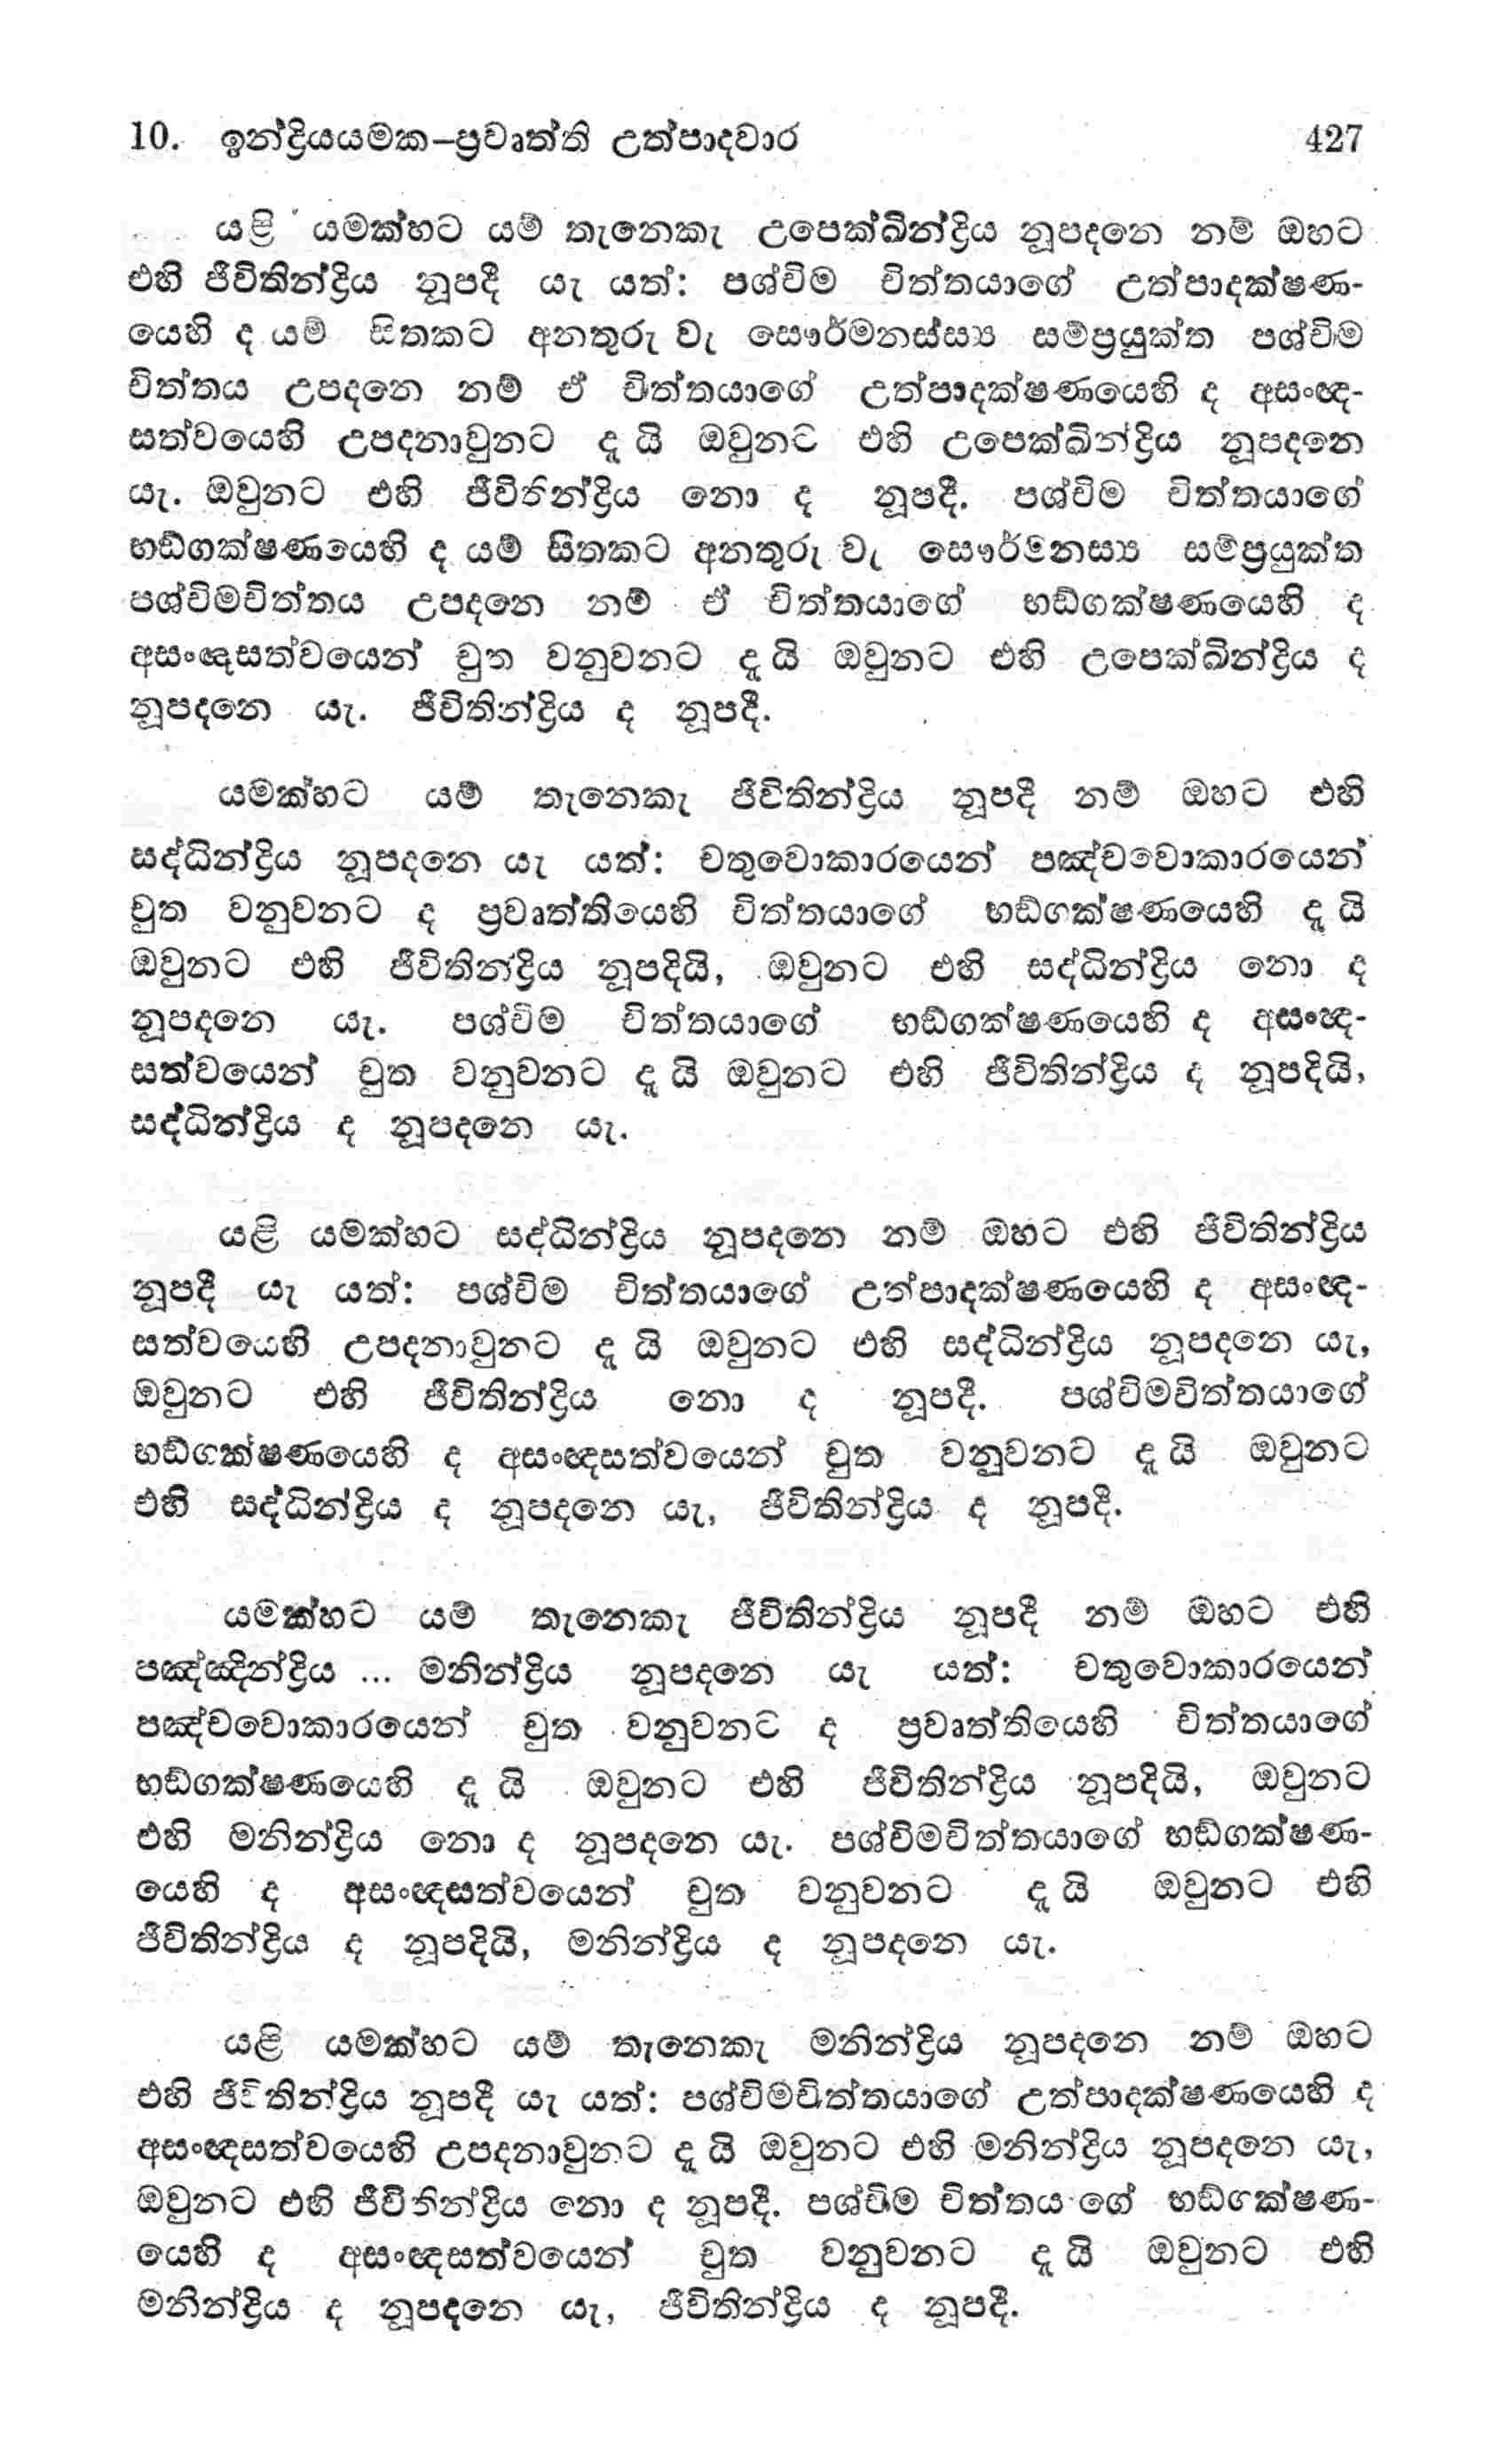 10. ඉන්ද්‍රියයමක–ප්‍රවෘත්ති උත්පාදවාර 427
යළි යමක්හට යම් තැනෙකැ උපෙක්ඛින්ද්‍රිය නූපදනෙ නම් ඔහට
එහි ජීවිතින්ද්‍රිය නූපදී යැ යත්: පශ්චිම චිත්තයාගේ උත්පාදක්ෂණ-
යෙහි ද යම් සිතකට අනතුරු වැ සෞර්මනස්ස්‍ය සම්ප්‍රයුක්ත පශ්චිම
චිත්තය උපදනෙ නම් ඒ චිත්තයාගේ උත්පාදක්ෂණයෙහි ද අසංඥ-
සත්වයෙහි උපදනාවුනට දැ යි ඔවුනට එහි උපෙක්ඛින්ද්‍රිය නූපදනෙ
යැ. ඔවුනට එහි ජීවිතින්ද්‍රිය නො ද නූපදී. පශ්චිම චිත්තයාගේ
භඞ්ගක්ෂණයෙහි ද යම් සිතකට අනතුරු වැ සෞර්මනස්‍ය සම්ප්‍රයුක්ත
පශ්චිමචිත්තය උපදනෙ නම් ඒ චිත්තයාගේ භඞ්ගක්ෂණයෙහි ද
අසංඥසත්වයෙන් චුත වනුවනට දැ යි ඔවුනට එහි උපෙක්ඛින්ද්‍රිය ද
නූපදනෙ යැ. ජීවිතින්ද්‍රිය ද නූපදී.
යමක්හට යම් තැනෙකැ ජීවිතින්ද්‍රිය නූපදී නම් ඔහට එහි
සද්ධින්ද්‍රිය නූපදනෙ යැ යත්: චතුවොකාරයෙන් පඤ්චවොකාරයෙන්
චුත වනුවනට ද ප්‍රවෘත්තියෙහි චිත්තයාගේ භඞ්ගක්ෂණයෙහි දැ යි
ඔවුනට එහි ජීවිතින්ද්‍රිය නූපදියි, ඔවුනට එහි සද්ධින්ද්‍රිය නො ද
නූපදනෙ යැ. පශ්චිම චිත්තයාගේ භඞ්ගක්ෂණයෙහි ද අසංඥ-
සත්වයෙන් චුත වනුවනට දැ යි ඔවුනට එහි ජීවිතින්ද්‍රිය ද නූපදියි,
සද්ධින්ද්‍රිය ද නූපදනෙ යැ.
යළි යමක්හට සද්ධින්ද්‍රිය නූපදනෙ නම් ඔහට එහි ජීවිතින්ද්‍රිය
නූපදී යැ යත්: පශ්චිම චිත්තයාගේ උත්පාදක්ෂණයෙහි ද අසංඥ-
සත්වයෙහි උපදනාවුනට දැ යි ඔවුනට එහි සද්ධින්ද්‍රිය නූපදනෙ යැ,
ඔවුනට එහි ජීවිතින්ද්‍රිය නො ද නූපදී. පශ්චිමචිත්තයාගේ
භඞ්ගක්ෂණයෙහි ද අසංඥසත්වයෙන් චුත වනූවනට දැ යි ඔවුනට
එහි සද්ධින්ද්‍රිය ද නූපදනෙ යැ, ජීවිතින්ද්‍රිය ද නූපදී.
යමක්හට යම් තැනෙකැ ජීවිතින්ද්‍රිය නූපදී නම් ඔහට එහි
පඤ්ඤින්ද්‍රිය ... මනින්ද්‍රිය නූපදනෙ යැ යත්: චතුවොකාරයෙන්
පඤ්චවොකාරයෙන් චුත වනුවනට ද ප්‍රවෘත්තියෙහි චිත්තයාගේ
භඞ්ගක්ෂණයෙහි දැ යි ඔවුනට එහි ජීවිතින්ද්‍රිය නූපදියි, ඔවුනට
එහි මනින්ද්‍රිය නො ද නූපදනෙ යැ. පශ්චිමචිත්තයාගේ භඞ්ගක්ෂණ-
යෙහි ද අසංඥසත්වයෙන් චුත වනුවනට දැ යි ඔවුනට එහි
ජීවිතින්ද්‍රිය ද නූපදියි, මනින්ද්‍රිය ද නූපදනෙ යැ.
යළි යමක්හට යම් තැනෙකැ මනින්ද්‍රිය නූපදනෙ නම් ඔහට
එහි ජීවිතින්ද්‍රිය නූපදී යැ යත්: පශ්චිමචිත්තයාගේ උත්පාදක්ෂණයෙහි ද
අසංඥසත්වයෙහි උපදනාවුනට දැ යි ඔවුනට එහි මනින්ද්‍රිය නූපදනෙ යැ,
ඔවුනට එහි ජීවිතින්ද්‍රිය නො ද නූපදී. පශ්චිම චිත්තයාගේ භඞ්ගක්ෂණ-
යෙහි ද අසංඥසත්වයෙන් චුත වනුවනට දැ යි ඔවුනට එහි
මනින්ද්‍රිය ද නූපදනෙ යැ, ජීවිතින්ද්‍රිය ද නූපදී.